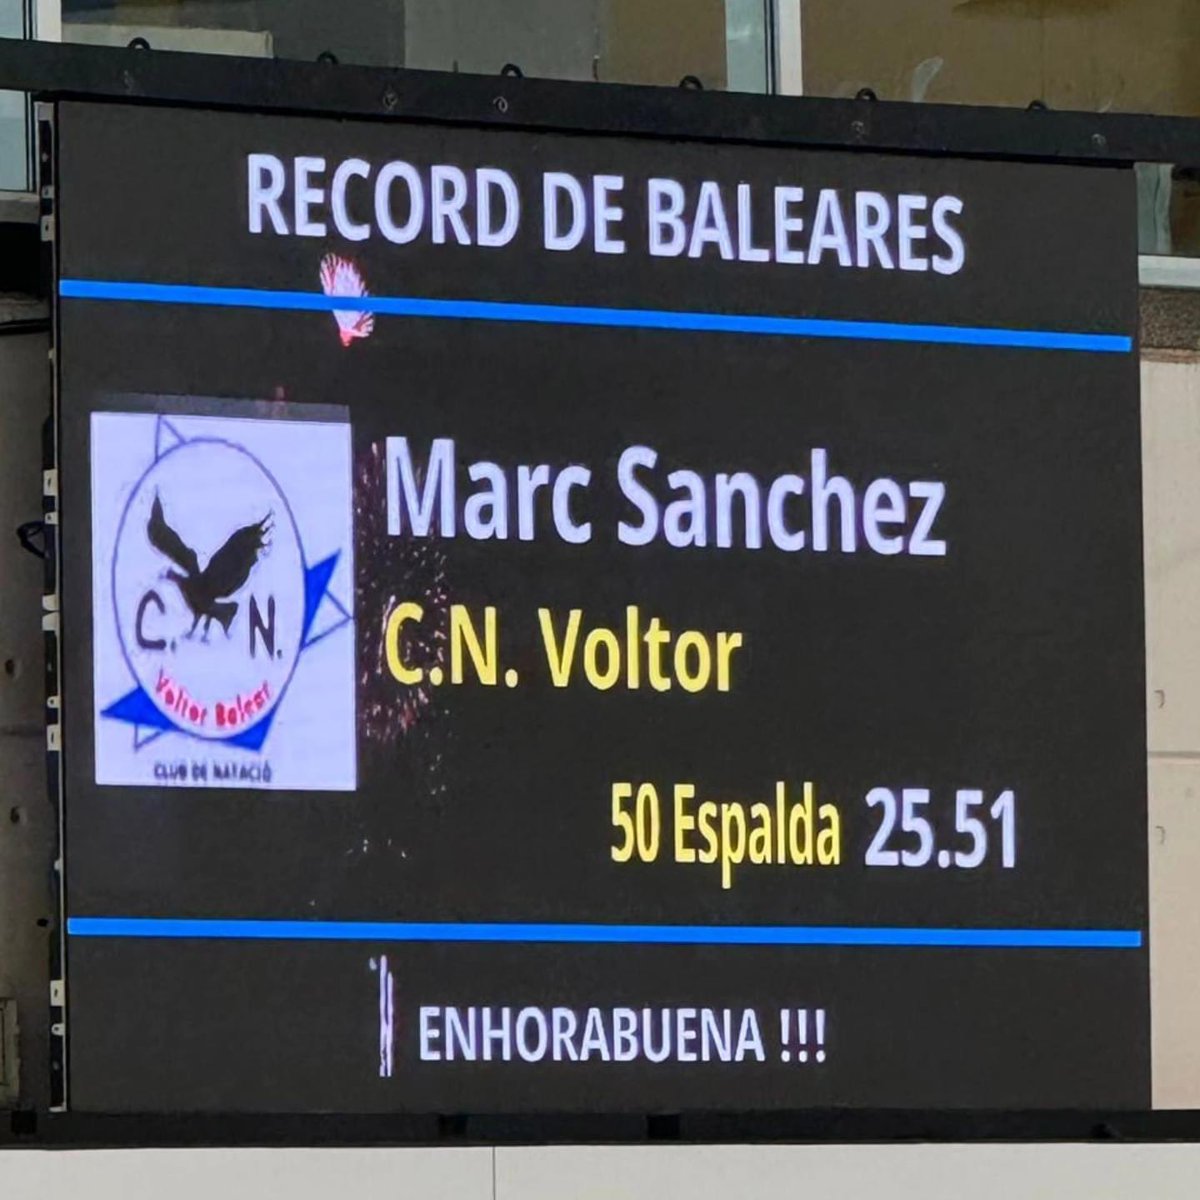 RECORD DE BALEARES
Marc Sanchez
C.N. Voltor
C. N.
Voltor Balear
CLUB DE NATACIÓ
50 Espalda 25.51
ENHORABUENA !!!